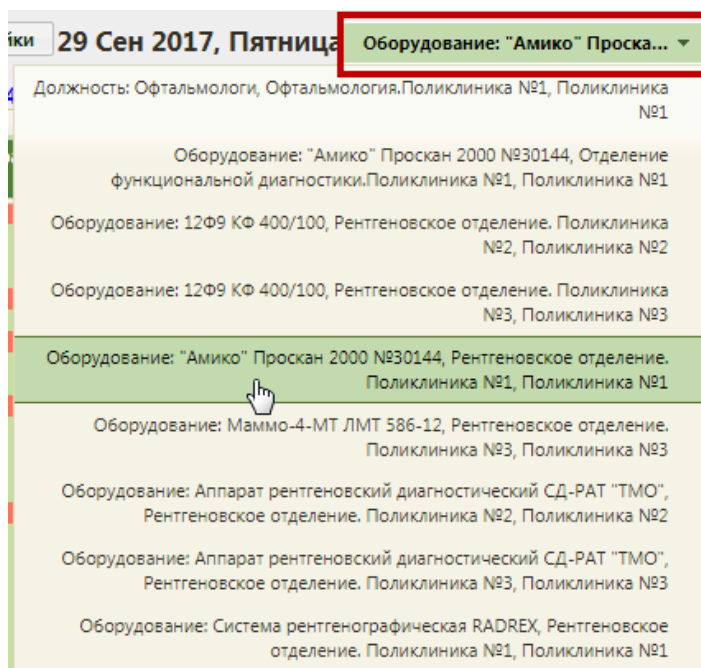 йки 29 Сен 2017, Пятница Оборудование: "Амико" Проска...
Должность: Офтальмологи, Офтальмология.Поликлиника №1, Поликлиника
№1
Оборудование: "Амико" Проскан 2000 №30144, Отделение
функциональной диагностики.Поликлиника №1, Поликлиника №1
Оборудование: 12Ф9 КФ 400/100, Рентгеновское отделение. Поликлиника
№2, Поликлиника №2
Оборудование: 12Ф9 КФ 400/100, Рентгеновское отделение. Поликлиника
№3, Поликлиника №3
Оборудование: "Амико" Проскан 2000 №30144, Рентгеновское отделение.
Поликлиника №1, Поликлиника №1
Оборудование: Маммо-4-МТ ЛМТ 586-12, Рентгеновское отделение.
Поликлиника №3, Поликлиника №3
Оборудование: Аппарат рентгеновский диагностический СД-РАТ "ТМО",
Рентгеновское отделение. Поликлиника №2, Поликлиника №2
Оборудование: Аппарат рентгеновский диагностический СД-РАТ "ТМО",
Рентгеновское отделение. Поликлиника №3, Поликлиника №3
Оборудование: Система рентгенографическая RADREX, Рентгеновское
отделение. Поликлиника №1, Поликлиника №1